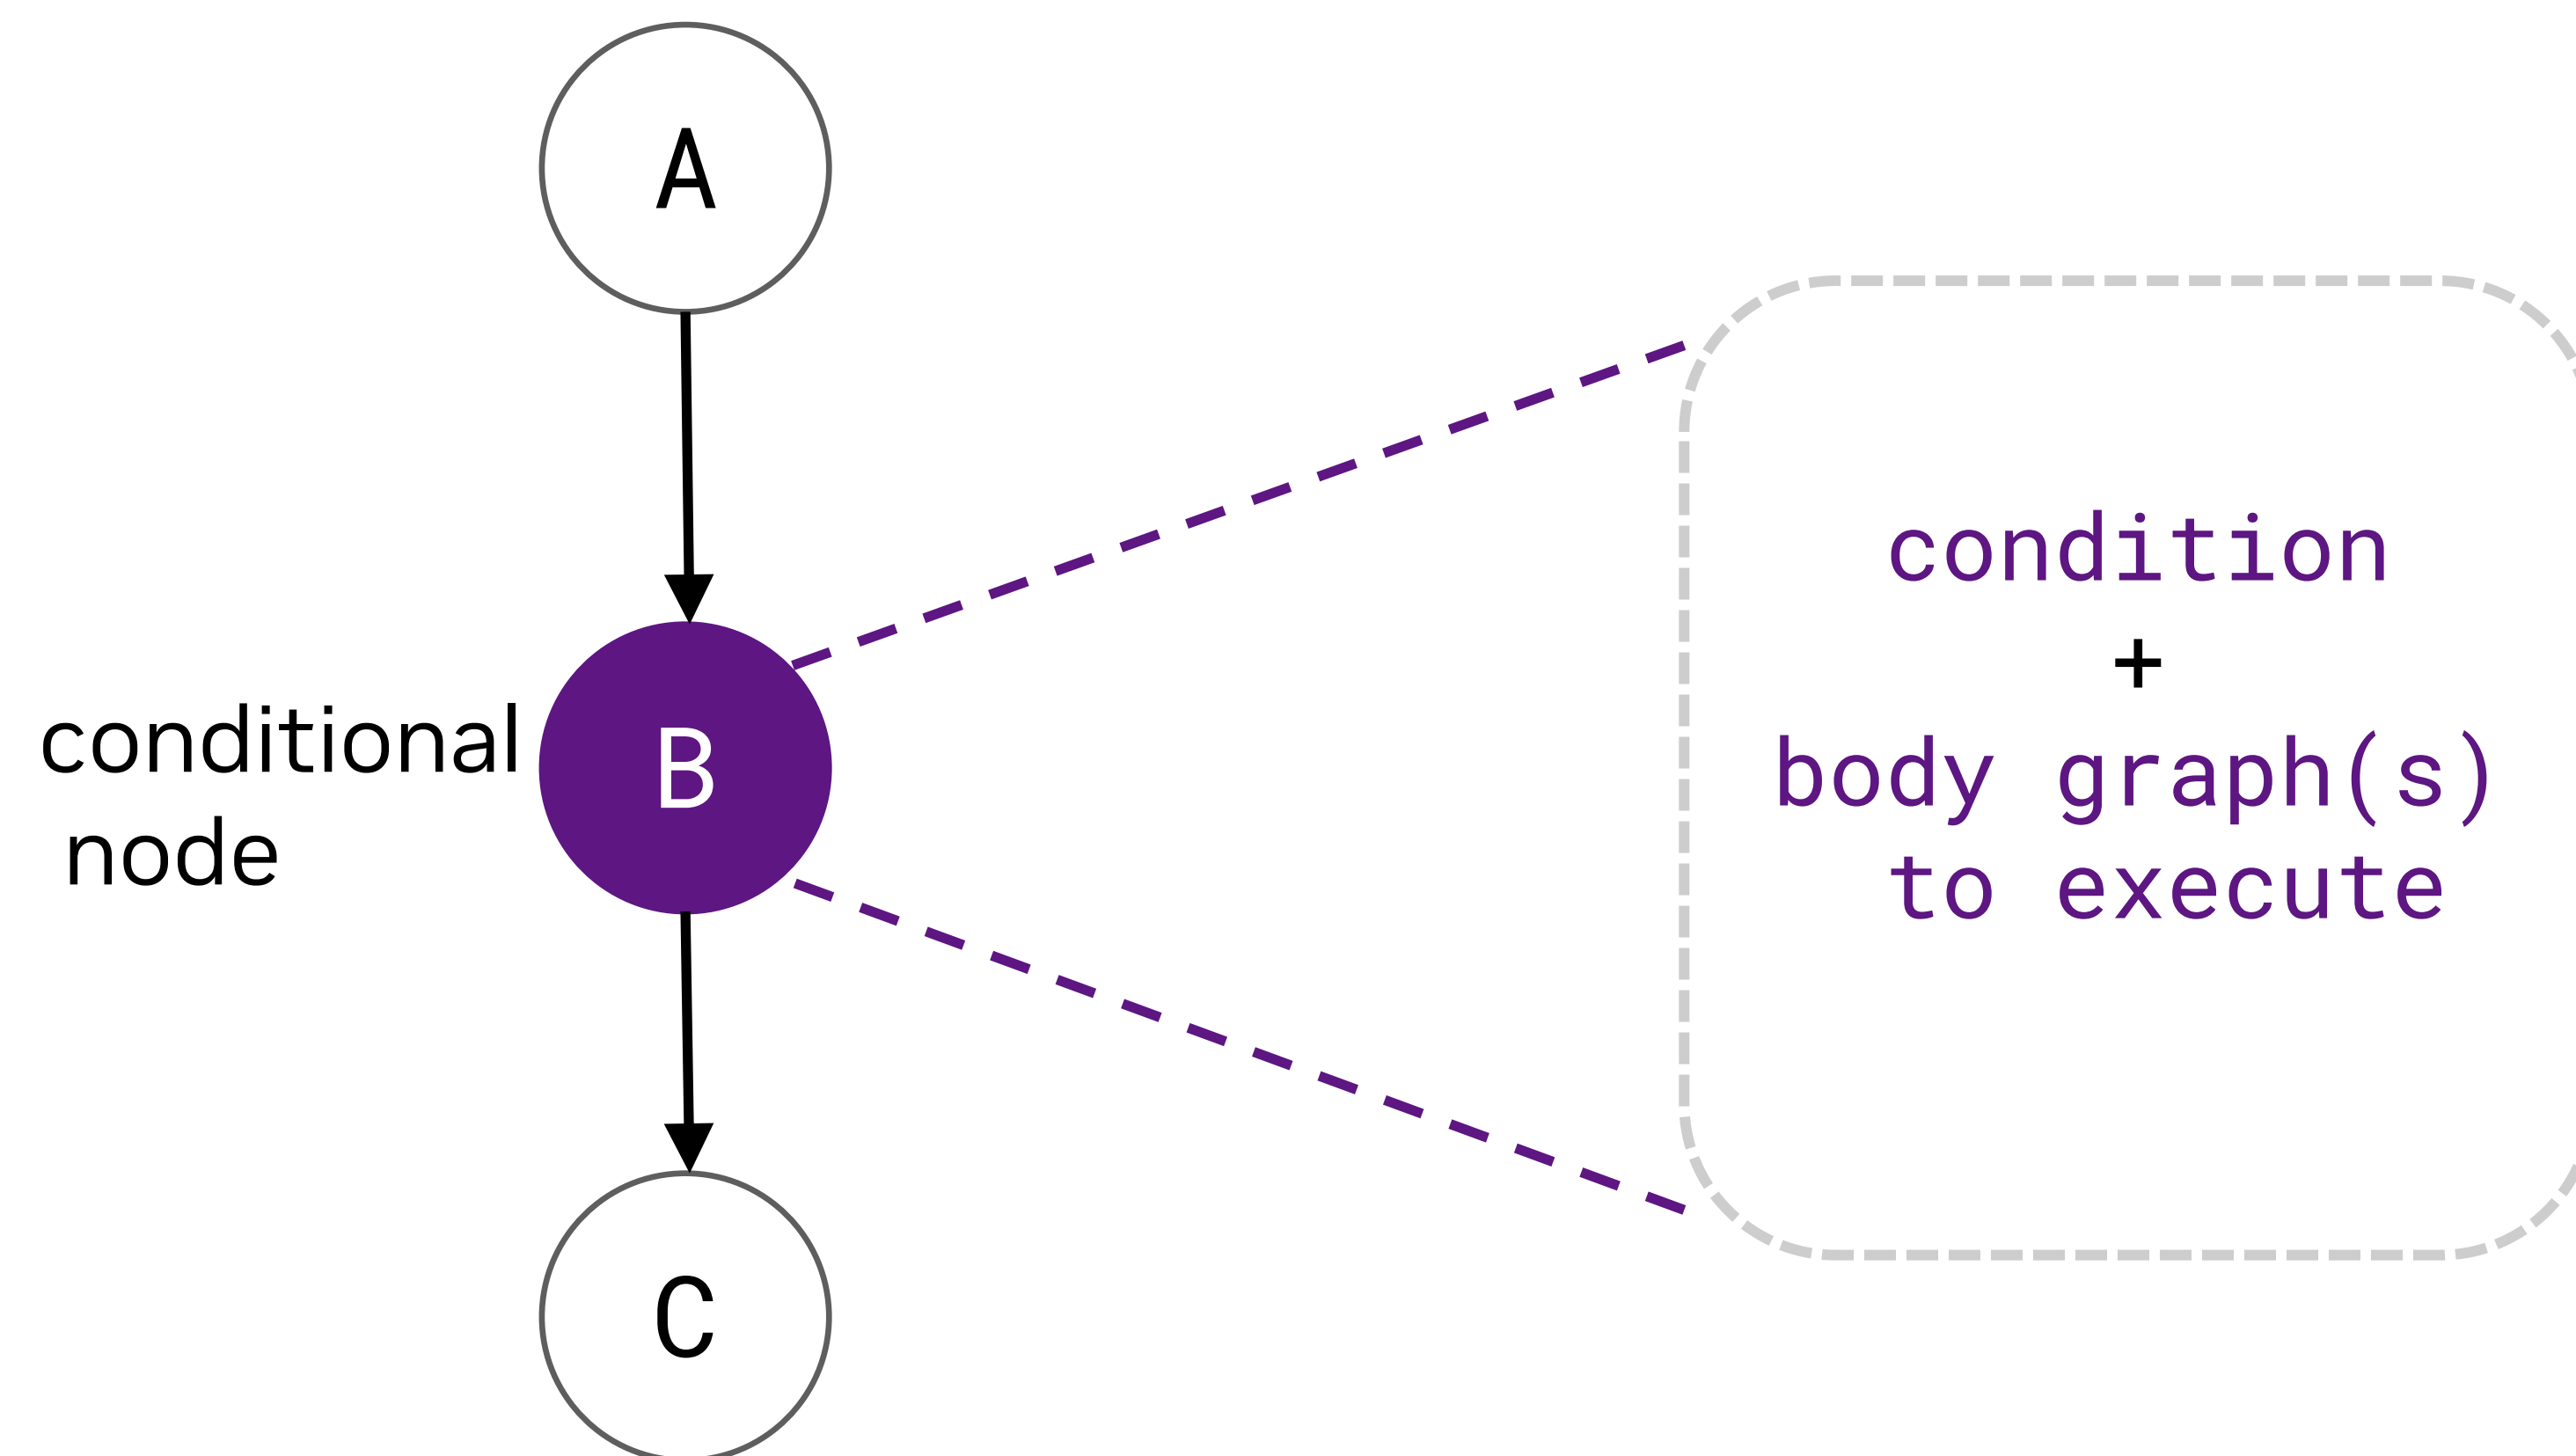 A
conditional
node
B
condition
+
body graph(s)
to execute
C